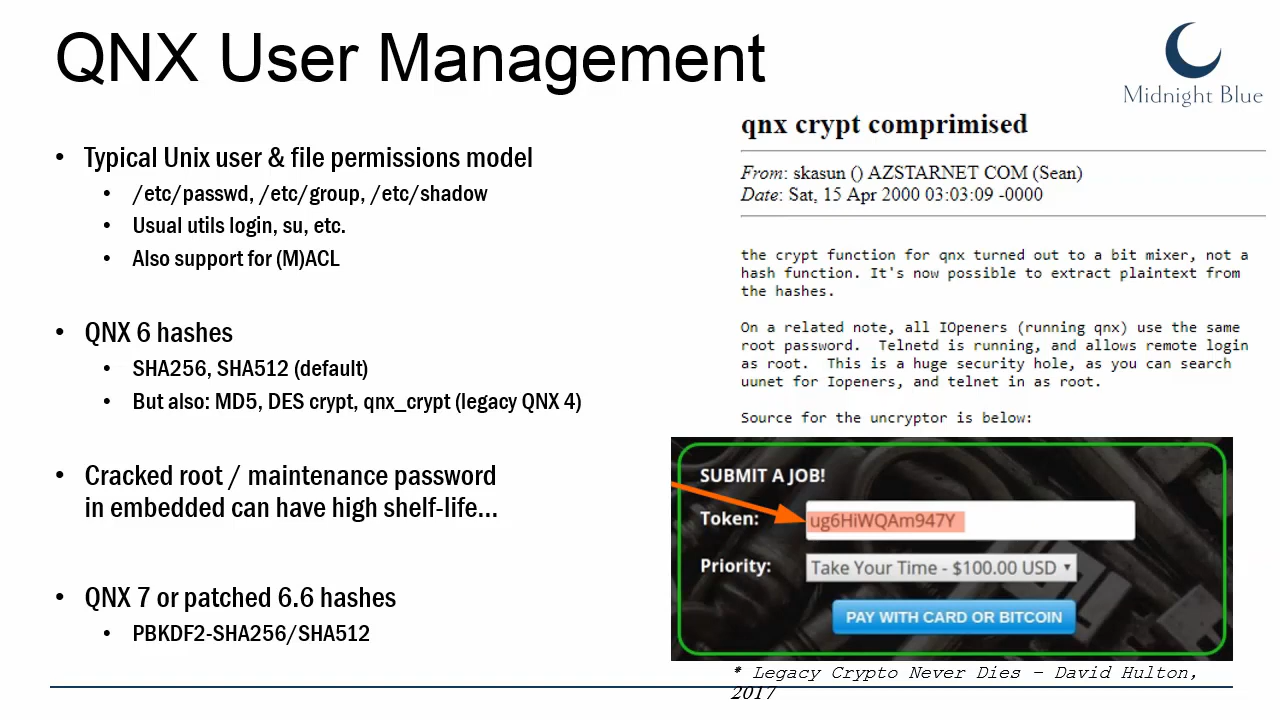 QNX User Management
Midnight Blue
• Typical Unix user & file permissions model
• /etc/passwd, /etc/group, /etc/shadow
• Usual utils login, su, etc.
• Also support for (M)ACL
• QNX 6 hashes
• SHA256, SHA512 (default)
• But also: MD5, DES crypt, qnx_crypt (legacy QNX 4)
• Cracked root / maintenance password
in embedded can have high shelf-life...
• QNX 7 or patched 6.6 hashes
• PBKDF2-SHA256/SHA512
qnx crypt comprimised
From: skasun () AZSTARNET COM (Sean)
Date: Sat, 15 Apr 2000 03:03:09 -0000
the crypt function for qnx turned out to a bit mixer, not a
hash function. It's now possible to extract plaintext from
the hashes.
On a related note, all IOpeners (running qnx) use the same
root password.  Telnetd is running, and allows remote login
as root.  This is a huge security hole, as you can search
uunet for Iopeners, and telnet in as root.
Source for the uncryptor is below:
SUBMIT A JOB!
Token: ug6HiWQAm947Y
Priority: Take Your Time - $100.00 USD
PAY WITH CARD OR BITCOIN
* Legacy Crypto Never Dies – David Hulton,
2017